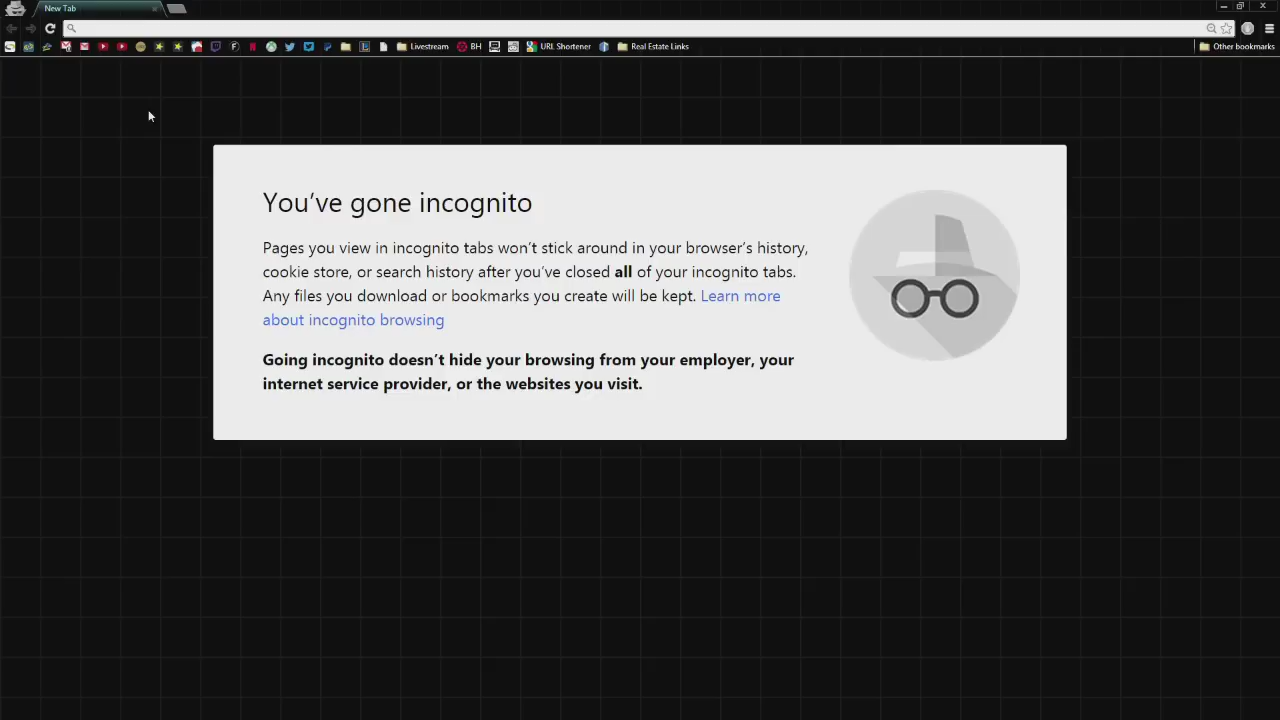 New Tab
Livestream BH URL Shortener Real Estate Links Other bookmarks
You've gone incognito
Pages you view in incognito tabs won't stick around in your browser's history,
cookie store, or search history after you've closed all of your incognito tabs.
Any files you download or bookmarks you create will be kept. Learn more
about incognito browsing
Going incognito doesn't hide your browsing from your employer, your
internet service provider, or the websites you visit.